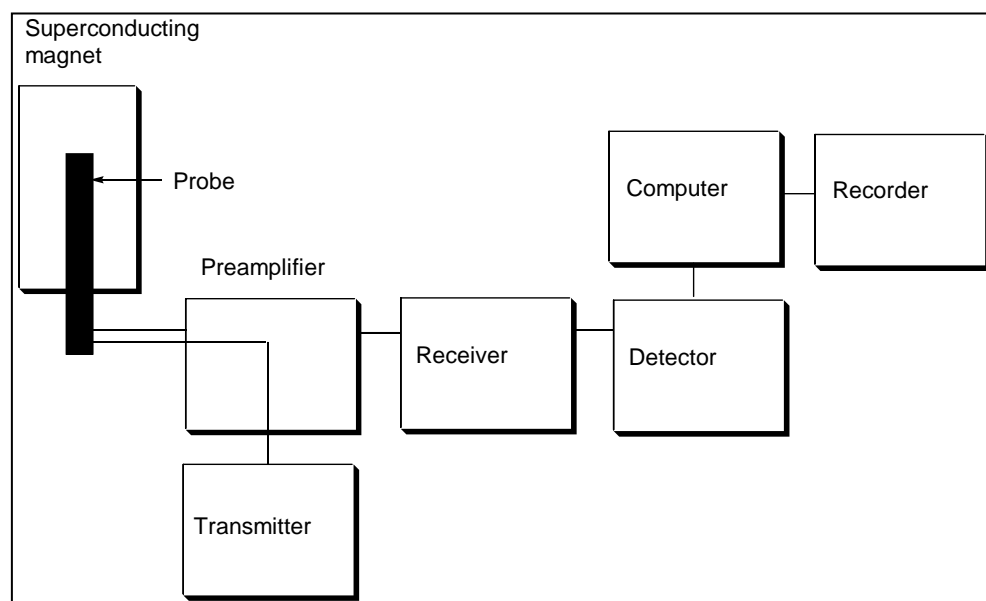 Superconducting
magnet
Probe
Computer
Recorder
Preamplifier
Receiver
Detector
Transmitter